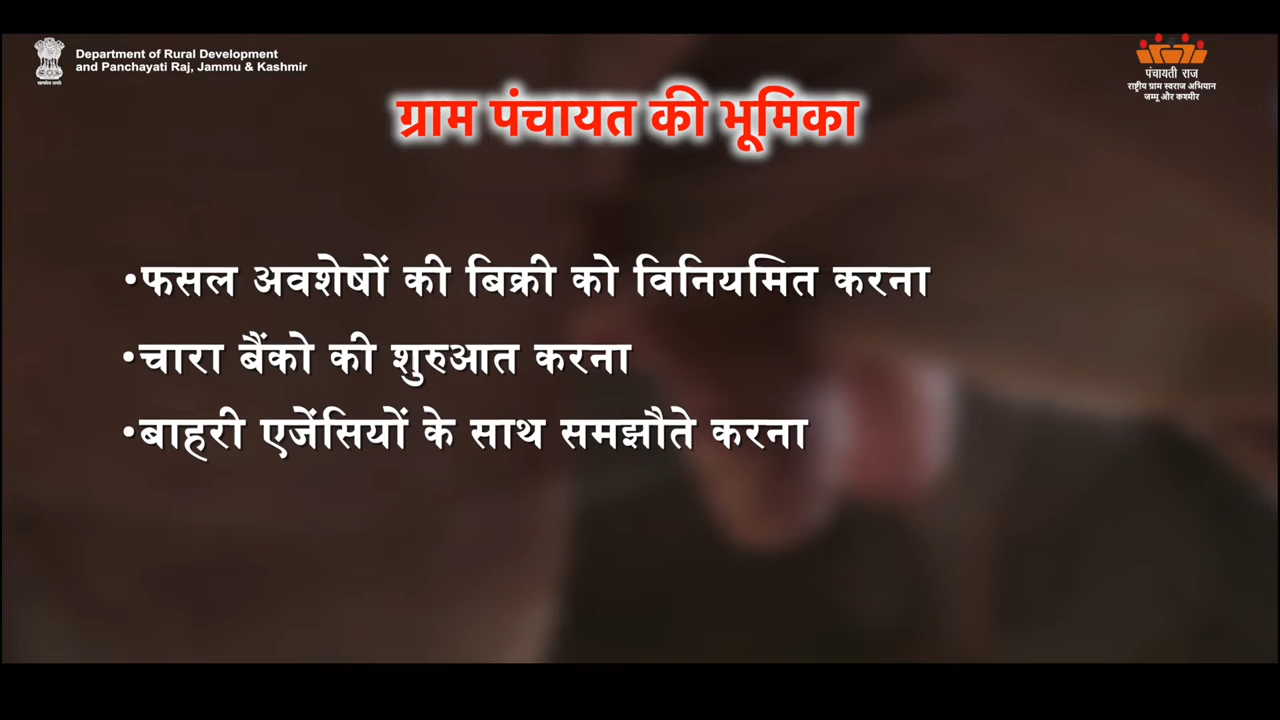 Department of Rural Development
and Panchayati Raj, Jammu & Kashmir
पंचायती राज
राष्ट्रीय ग्राम स्वराज अभियान
जम्मू और कश्मीर
ग्राम पंचायत की भूमिका
•फसल अवशेषों की बिक्री को विनियमित करना
•चारा बैंको की शुरुआत करना
•बाहरी एजेंसियों के साथ समझौते करना